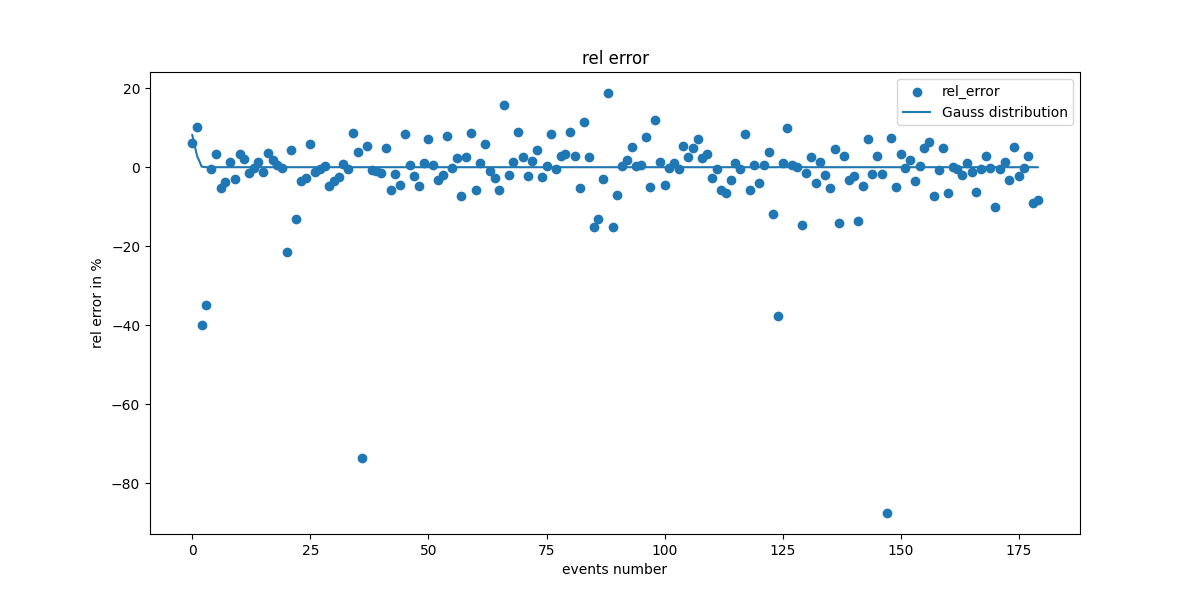 rel error
rel_error
Gauss distribution
rel error in %
20
0
−20
−40
−60
−80
0
25
50
75
100
125
150
175
events number